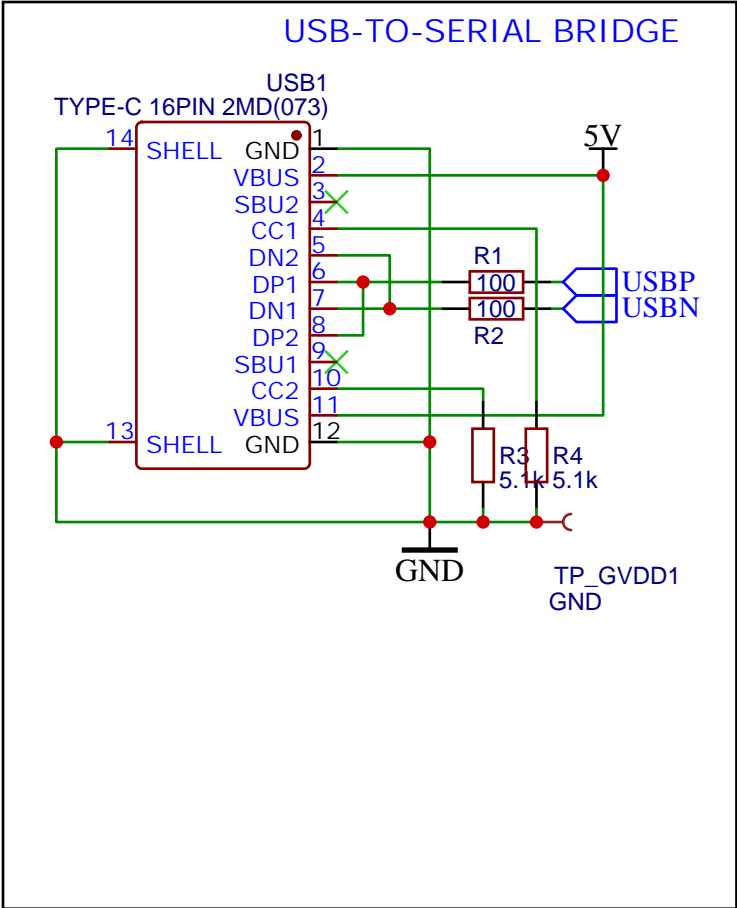 USB-TO-SERIAL BRIDGE
USB1
TYPE-C 16PIN 2MD(073)
14 SHELL GND 1
VBUS 2
SBU2 3
CC1 4
DN2 5
DP1 6
DN1 7
DP2 8
SBU1 9
CC2 10
VBUS 11
13 SHELL GND 12
5V
R1
100
USBP
100
USBN
R2
R3
5.1k
R4
5.1k
GND
TP_GVDD1
GND